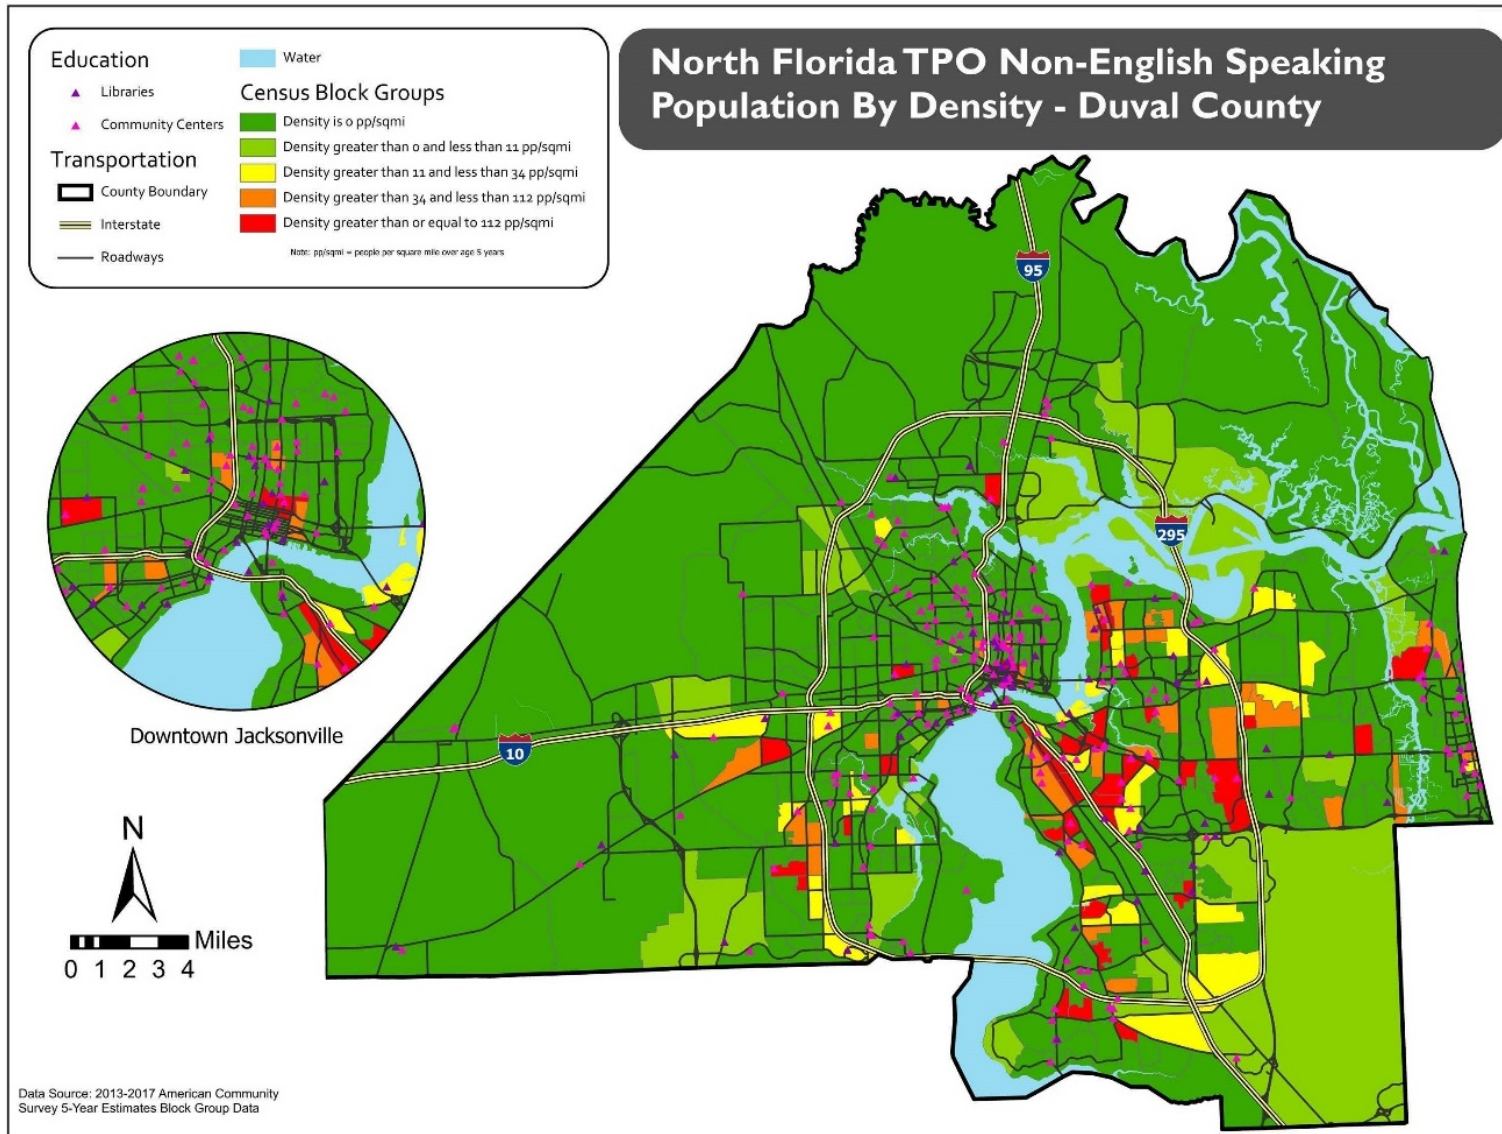 North Florida TPO Non-English Speaking
Population By Density - Duval County
Education
Libraries
Community Centers
Transportation
County Boundary
Interstate
Roadways
Water
Census Block Groups
Density is 0 pp/sqmi
Density greater than 0 and less than 11 pp/sqmi
Density greater than 11 and less than 34 pp/sqmi
Density greater than 34 and less than 112 pp/sqmi
Density greater than or equal to 112 pp/sqmi
Note: pp/sqmi = people per square mile over age 5 years
95
295
10
Downtown Jacksonville
N
Miles
0 1 2 3 4
Data Source: 2013-2017 American Community
Survey 5-Year Estimates Block Group Data